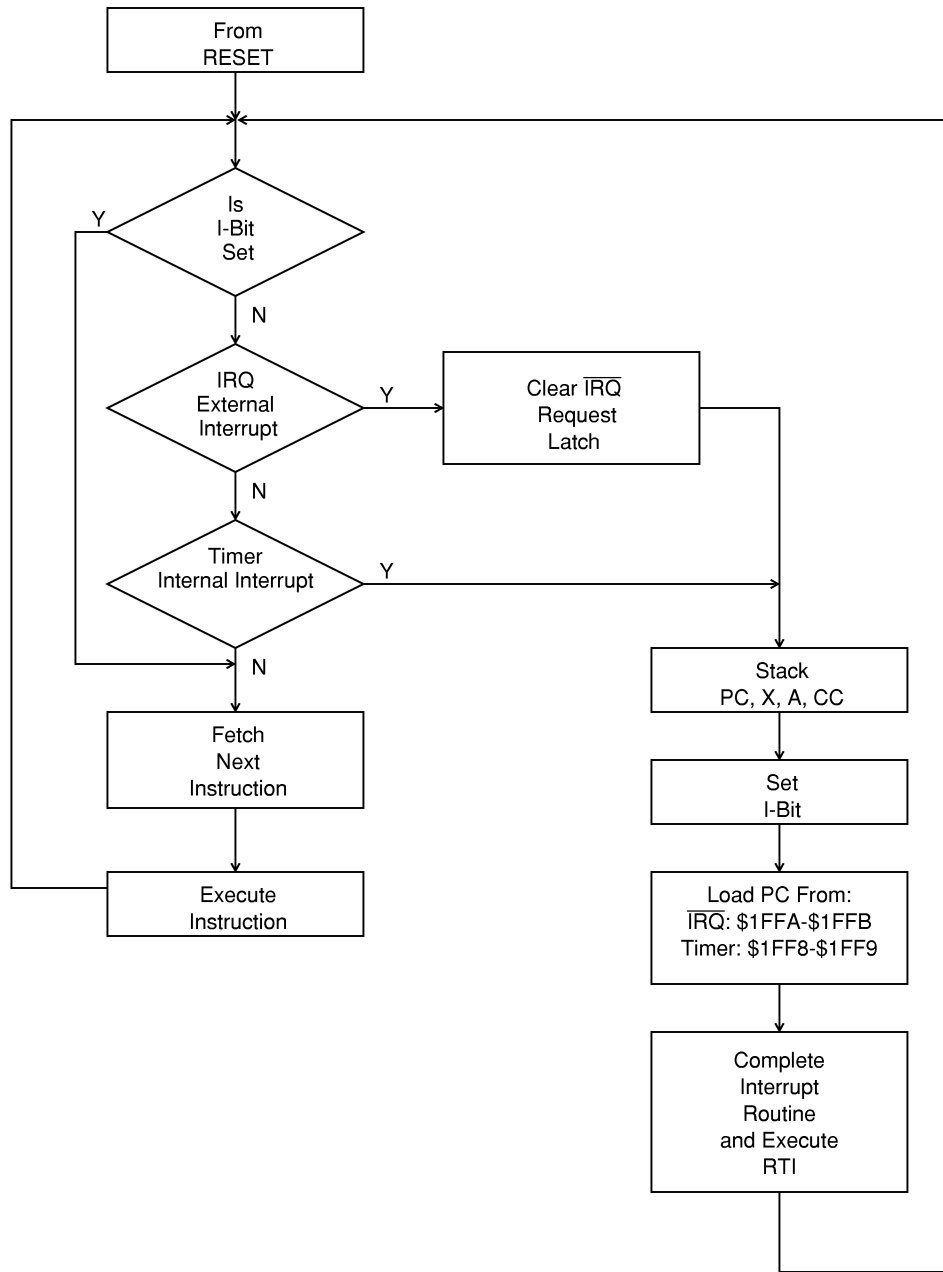 From
RESET
Is
I-Bit
Set
Y
N
IRQ
External
Interrupt
Y
Clear I̅R̅Q̅
Request
Latch
N
Timer
Internal Interrupt
Y
N
Stack
PC, X, A, CC
Fetch
Next
Instruction
Set
I-Bit
Execute
Instruction
Load PC From:
I̅R̅Q̅: $1FFA-$1FFB
Timer: $1FF8-$1FF9
Complete
Interrupt
Routine
and Execute
RTI